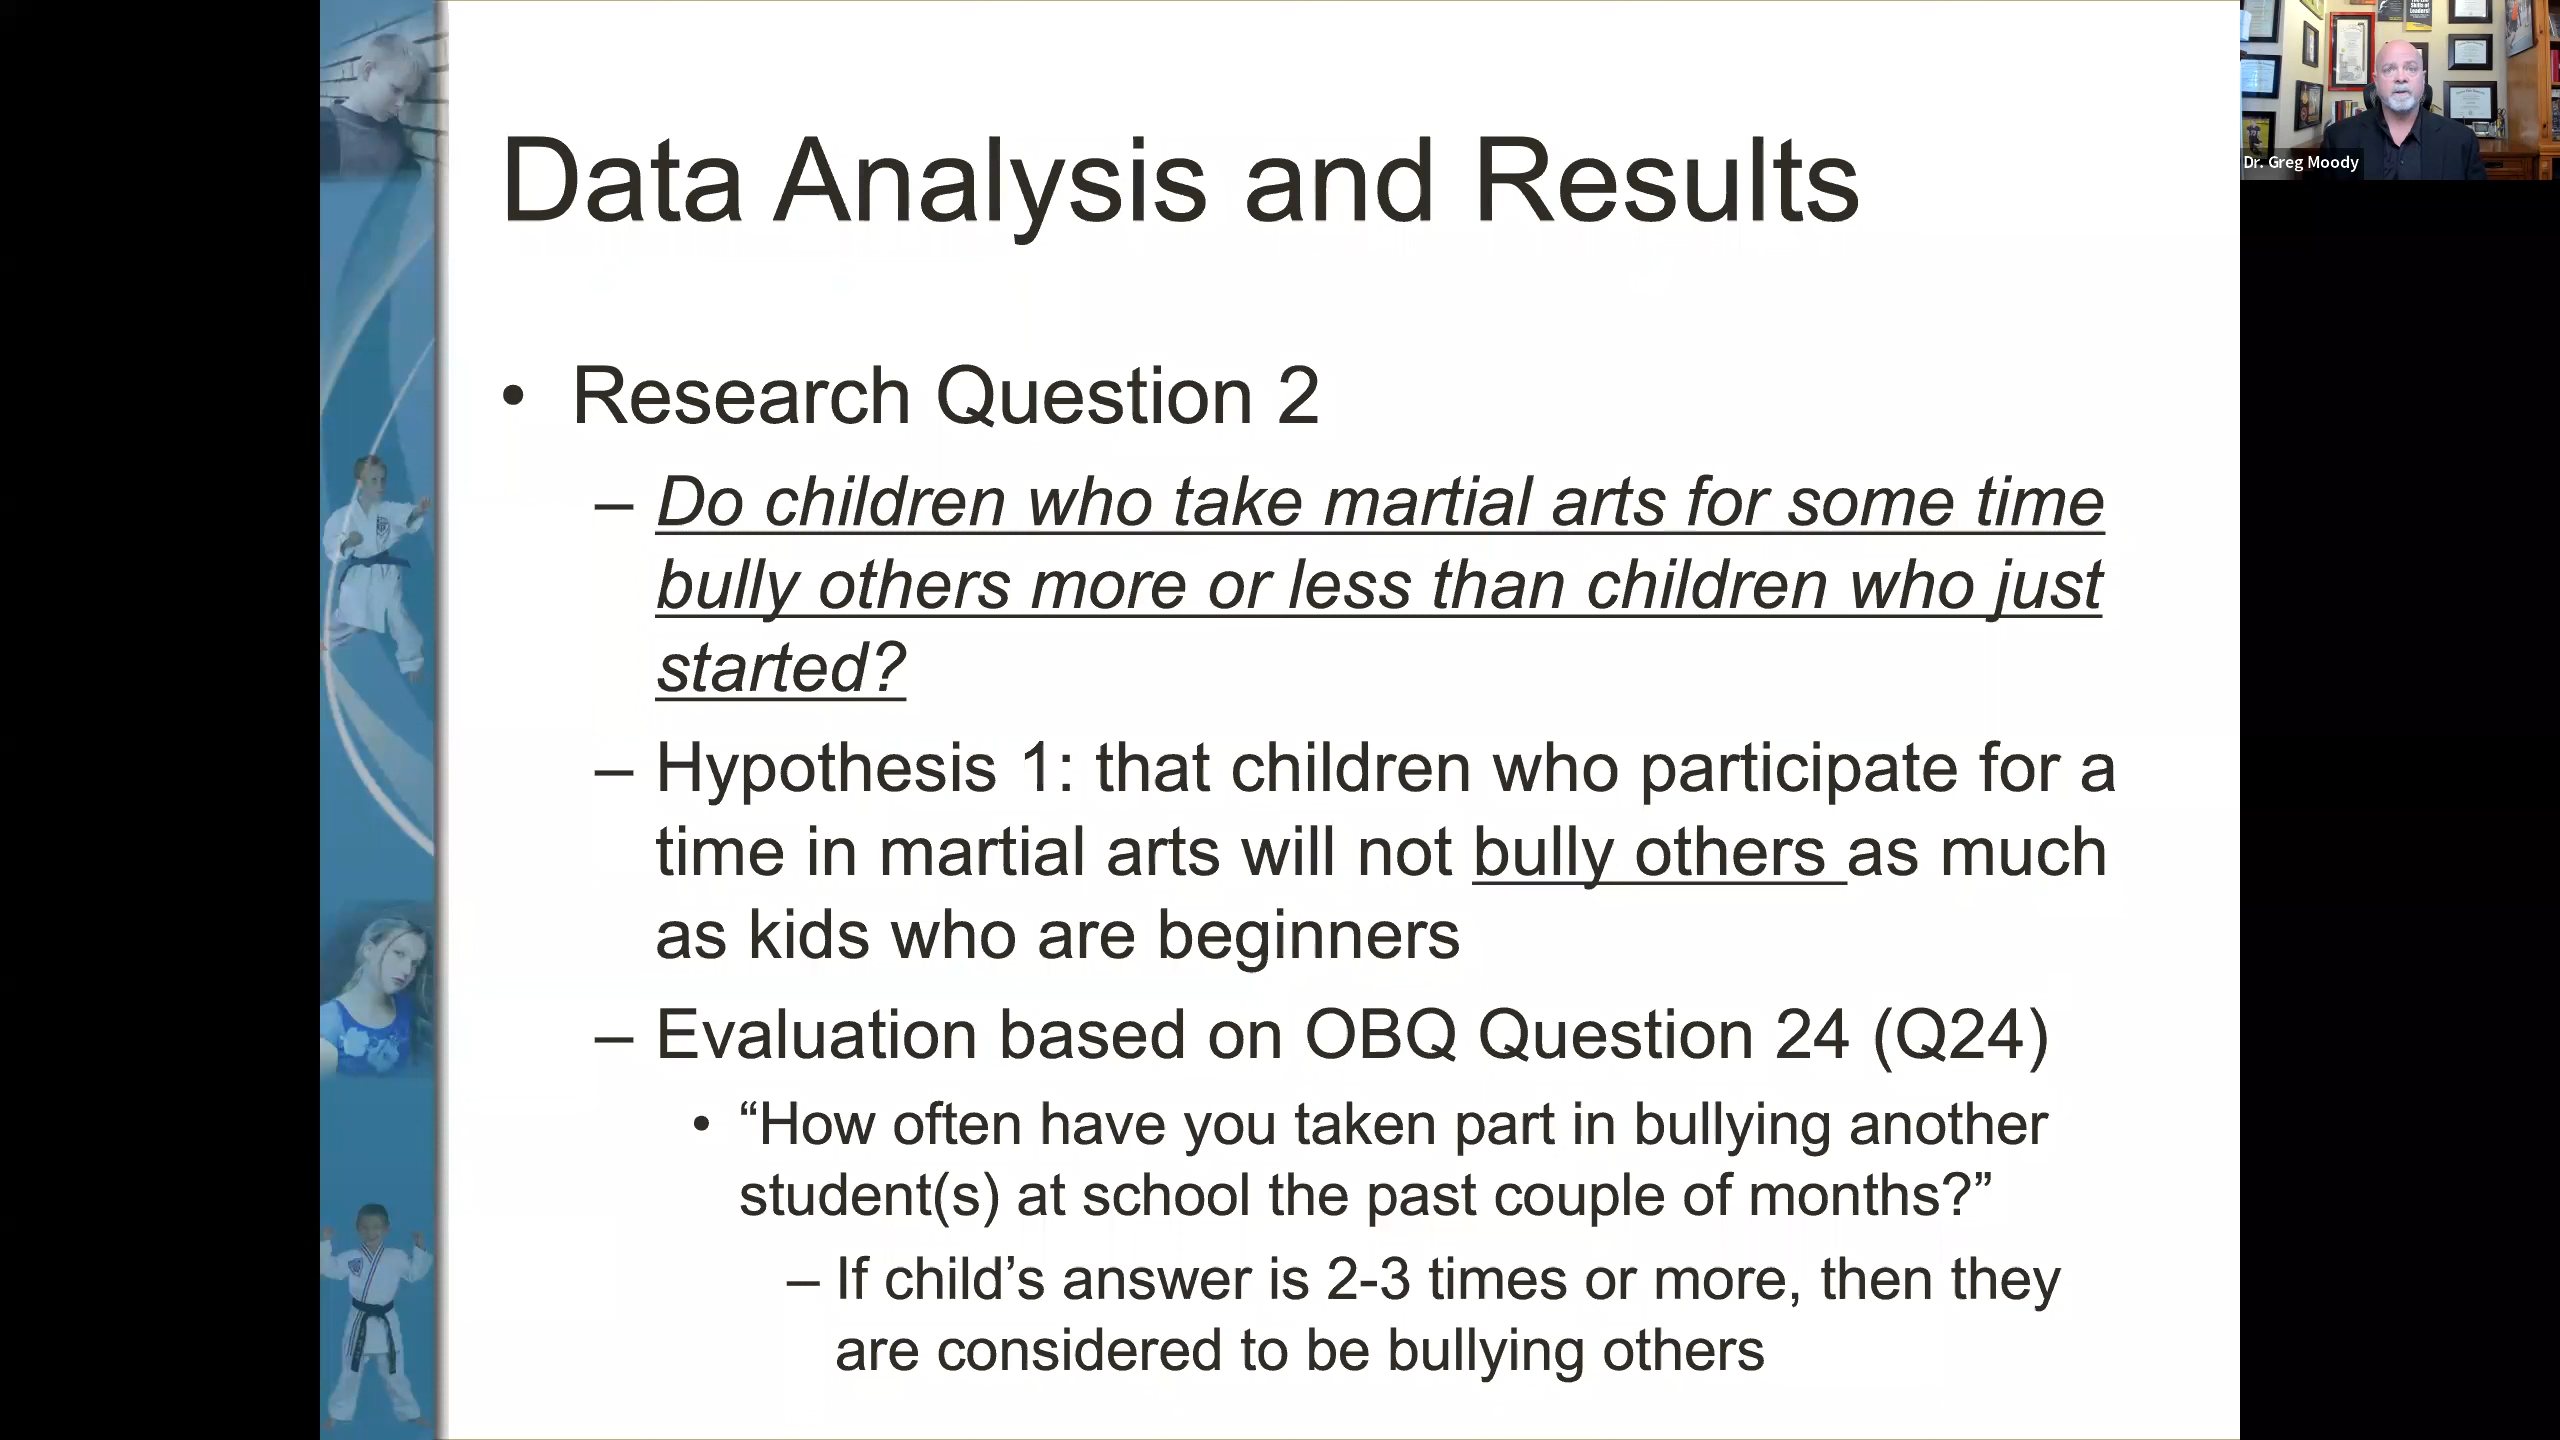 Data Analysis and Results
• Research Question 2
– Do children who take martial arts for some time
bully others more or less than children who just
started?
– Hypothesis 1: that children who participate for a
time in martial arts will not bully others as much
as kids who are beginners
– Evaluation based on OBQ Question 24 (Q24)
• “How often have you taken part in bullying another
student(s) at school the past couple of months?”
– If child’s answer is 2-3 times or more, then they
are considered to be bullying others
Dr. Greg Moody